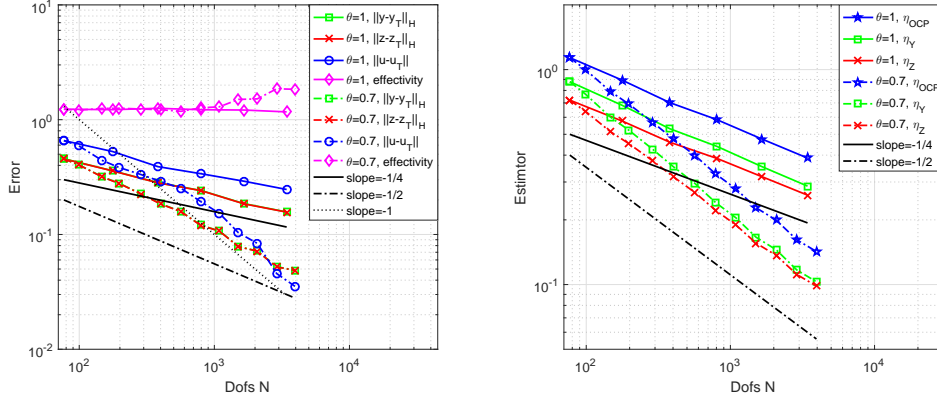 Error
10^1
10^0
10^-1
10^-2
10^2
10^3
10^4
Dofs N
θ=1, ||y-y_T||_H
θ=1, ||z-z_T||_H
θ=1, ||u-u_T||
θ=1, effectivity
θ=0.7, ||y-y_T||_H
θ=0.7, ||z-z_T||_H
θ=0.7, ||u-u_T||
θ=0.7, effectivity
slope=-1/4
slope=-1/2
slope=-1
Estimator
10^0
10^-1
10^2
10^3
10^4
Dofs N
θ=1, η_OCP
θ=1, η_Y
θ=1, η_Z
θ=0.7, η_OCP
θ=0.7, η_Y
θ=0.7, η_Z
slope=-1/4
slope=-1/2